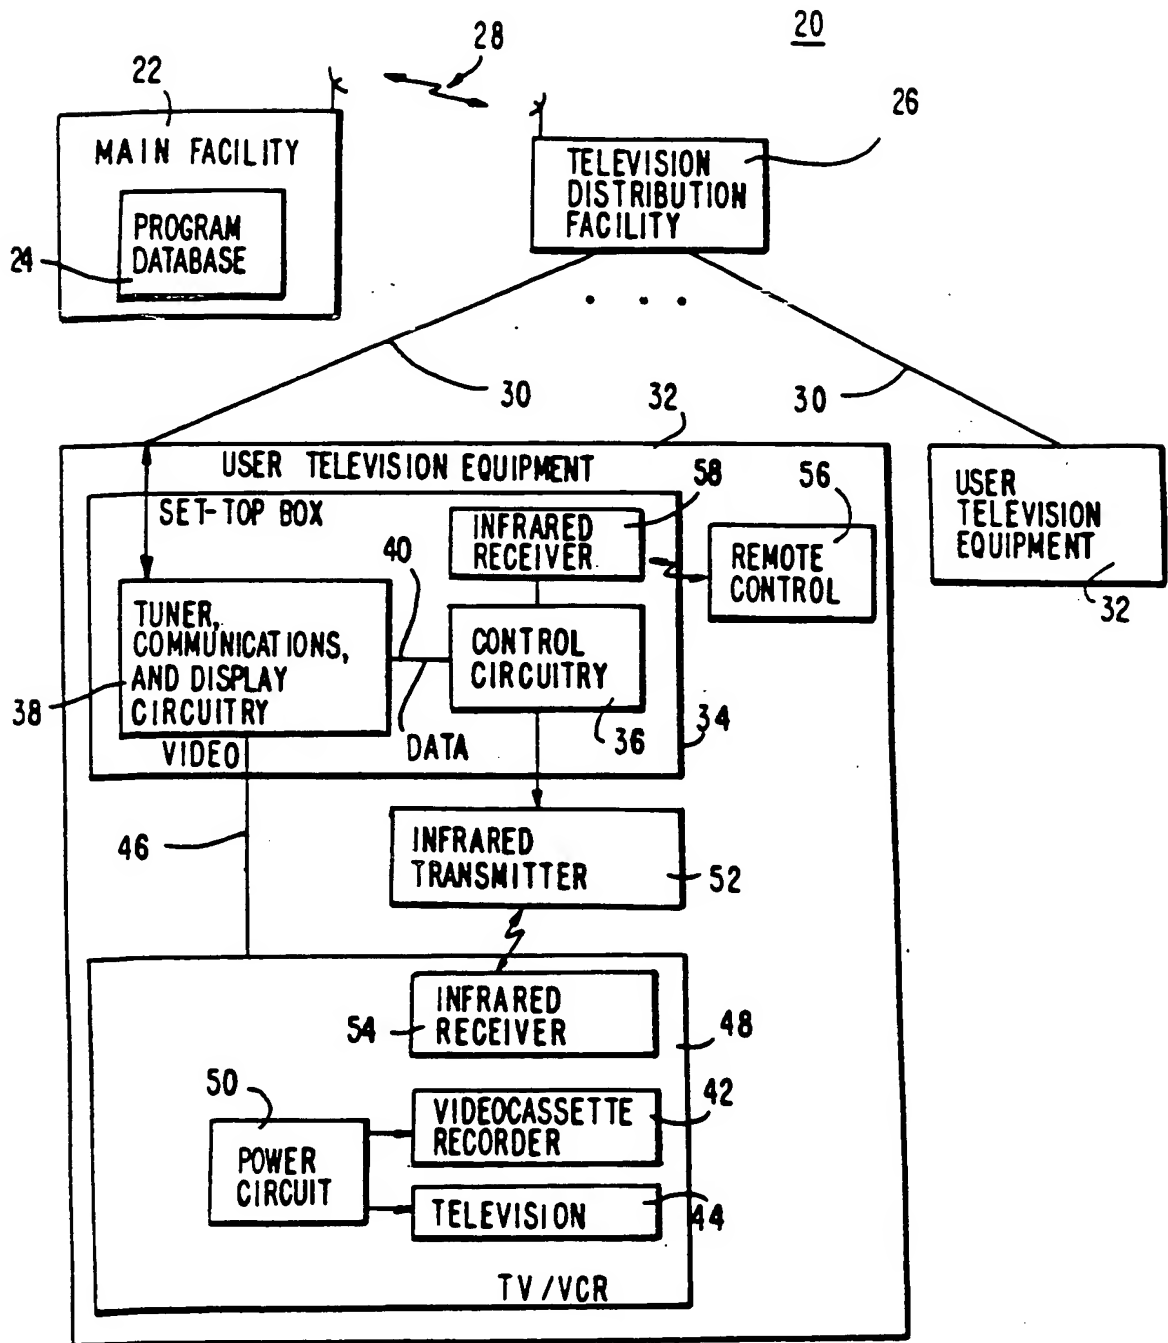 20
28
22
26
MAIN FACILITY
PROGRAM
DATABASE
24
TELEVISION
DISTRIBUTION
FACILITY
30
30
32
USER TELEVISION EQUIPMENT
58
56
SET-TOP BOX
INFRARED
RECEIVER
REMOTE
CONTROL
USER
TELEVISION
EQUIPMENT
32
40
TUNER,
COMMUNICATIONS,
AND DISPLAY
CIRCUITRY
38
CONTROL
CIRCUITRY
36
34
VIDEO
DATA
46
INFRARED
TRANSMITTER
52
INFRARED
RECEIVER
54
48
50
POWER
CIRCUIT
VIDEOCASSETTE
RECORDER
42
TELEVISION
44
TV/VCR